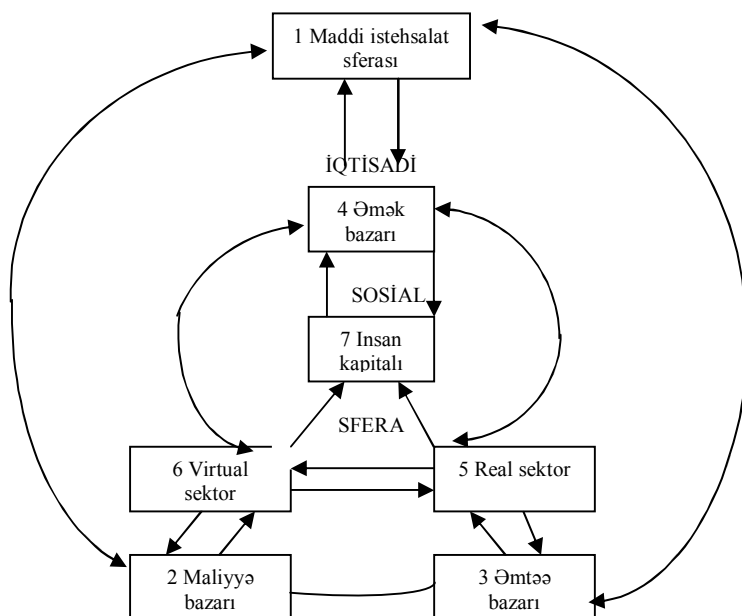 1 Maddi istehsalat
sferası
İQTİSADİ
4 Əmək
bazarı
SOSİAL
7 Insan
kapitalı
SFERA
6 Virtual
sektor
5 Real sektor
2 Maliyyə
bazarı
3 Əmtəə
bazarı